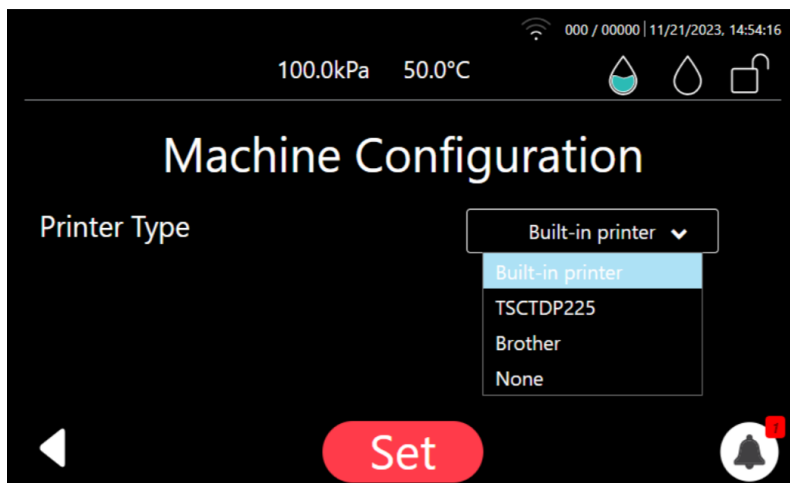 000 / 00000 | 11/21/2023, 14:54:16
100.0kPa 50.0°C
Machine Configuration
Printer Type
Built-in printer
Built-in printer
TSCTDP225
Brother
None
Set
1